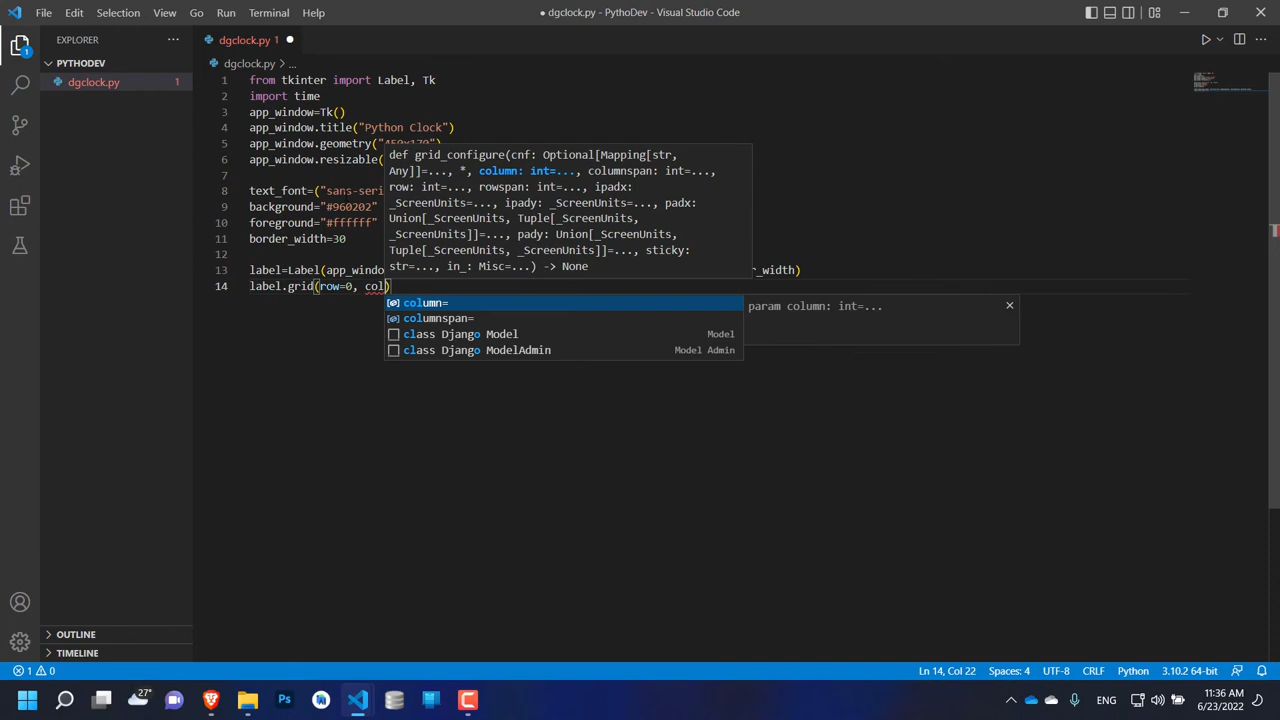 File Edit Selection View Go Run Terminal Help
● dgclock.py - PythoDev - Visual Studio Code
EXPLORER
dgclock.py 1
PYTHODEV
dgclock.py > ...
dgclock.py 1
1 from tkinter import Label, Tk
2 import time
3 app_window=Tk()
4 app_window.title("Python Clock")
5 app_window.geometry("450x170")
6 app_window.resizable(
7
8 text_font=("sans-seri
9 background="#960202"
10 foreground="#ffffff"
11 border_width=30
12
13 label=Label(app_windo r_width)
14 label.grid(row=0, col)
def grid_configure(cnf: Optional[Mapping[str,
Any]]=..., *, column: int=..., columnspan: int=...,
row: int=..., rowspan: int=..., ipadx:
_ScreenUnits=..., ipady: _ScreenUnits=..., padx:
Union[_ScreenUnits, Tuple[_ScreenUnits,
_ScreenUnits]]=..., pady: Union[_ScreenUnits,
Tuple[_ScreenUnits, _ScreenUnits]]=..., sticky:
str=..., in_: Misc=...) -> None
column=
columnspan=
class Django Model Model
class Django ModelAdmin Model Admin
param column: int=...
OUTLINE
TIMELINE
1 0
Ln 14, Col 22 Spaces: 4 UTF-8 CRLF Python 3.10.2 64-bit
27°
Ps
11:36 AM
6/23/2022